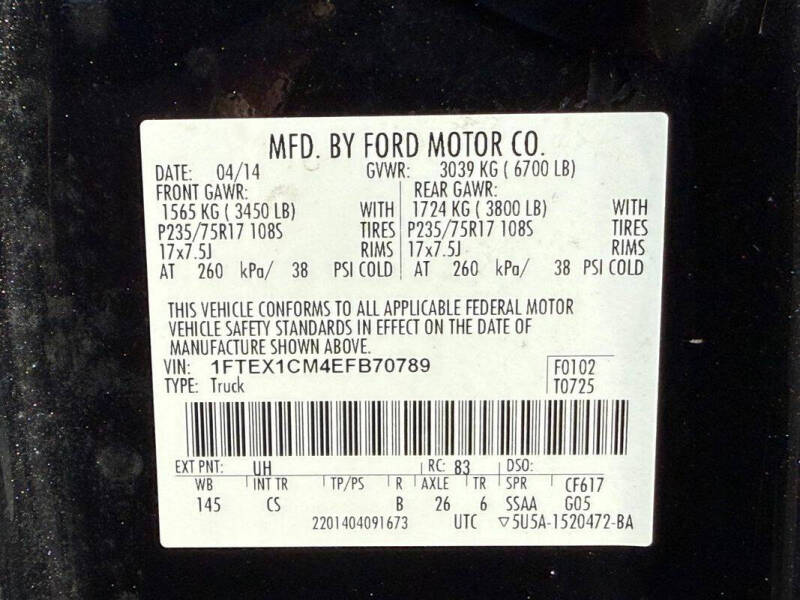 MFD. BY FORD MOTOR CO.
DATE: 04/14 GVWR: 3039 KG ( 6700 LB)
FRONT GAWR: REAR GAWR:
1565 KG ( 3450 LB) WITH 1724 KG ( 3800 LB) WITH
P235/75R17 108S TIRES P235/75R17 108S TIRES
17x7.5J RIMS 17x7.5J RIMS
AT 260 kPa/ 38 PSI COLD AT 260 kPa/ 38 PSI COLD
THIS VEHICLE CONFORMS TO ALL APPLICABLE FEDERAL MOTOR
VEHICLE SAFETY STANDARDS IN EFFECT ON THE DATE OF
MANUFACTURE SHOWN ABOVE.
VIN: 1FTEX1CM4EFB70789 F0102
TYPE: Truck T0725
EXT PNT: UH RC: 83 DSO:
WB INT TR TP/PS R AXLE TR SPR CF617
145 CS B 26 6 SSAA G05
2201404091673 UTC ▽5U5A-1520472-BA